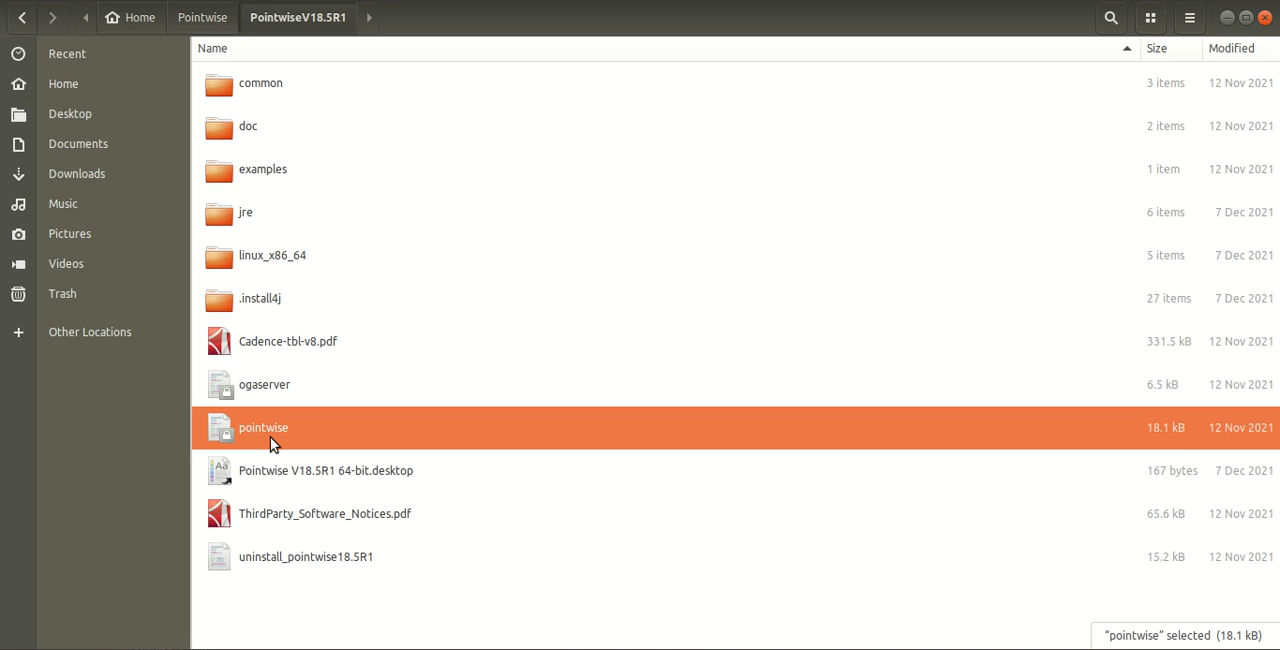 Home Pointwise PointwiseV18.5R1
Name Size Modified
Recent
Home
Desktop
Documents
Downloads
Music
Pictures
Videos
Trash
Other Locations
common 3 items 12 Nov 2021
doc 2 items 12 Nov 2021
examples 1 item 12 Nov 2021
jre 6 items 7 Dec 2021
linux_x86_64 5 items 7 Dec 2021
.install4j 27 items 7 Dec 2021
Cadence-tbl-v8.pdf 331.5 kB 12 Nov 2021
ogaserver 6.5 kB 12 Nov 2021
pointwise 18.1 kB 12 Nov 2021
Aa
Pointwise V18.5R1 64-bit.desktop 167 bytes 7 Dec 2021
ThirdParty_Software_Notices.pdf 65.6 kB 12 Nov 2021
uninstall_pointwise18.5R1 15.2 kB 12 Nov 2021
"pointwise" selected (18.1 kB)